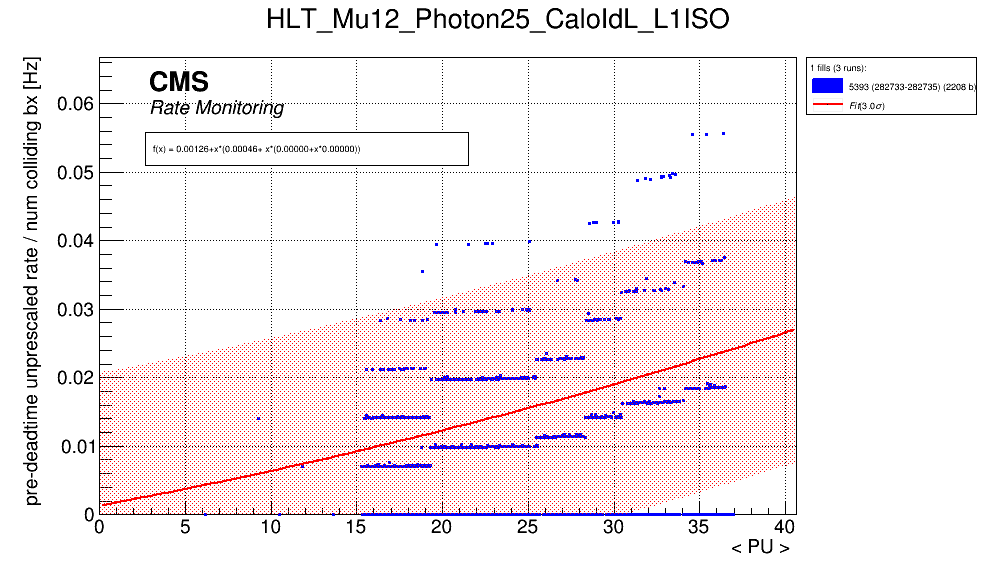 HLT_Mu12_Photon25_CaloIdL_L1ISO
pre-deadtime unprescaled rate / num colliding bx [Hz]
CMS
Rate Monitoring
f(x) = 0.00126+x*(0.00046+ x*(0.00000+x*0.00000))
1 fills (3 runs):
5393 (282733-282735) (2208 b)
Fit(3.0σ)
0.06
0.05
0.04
0.03
0.02
0.01
0
0 5 10 15 20 25 30 35 40
< PU >